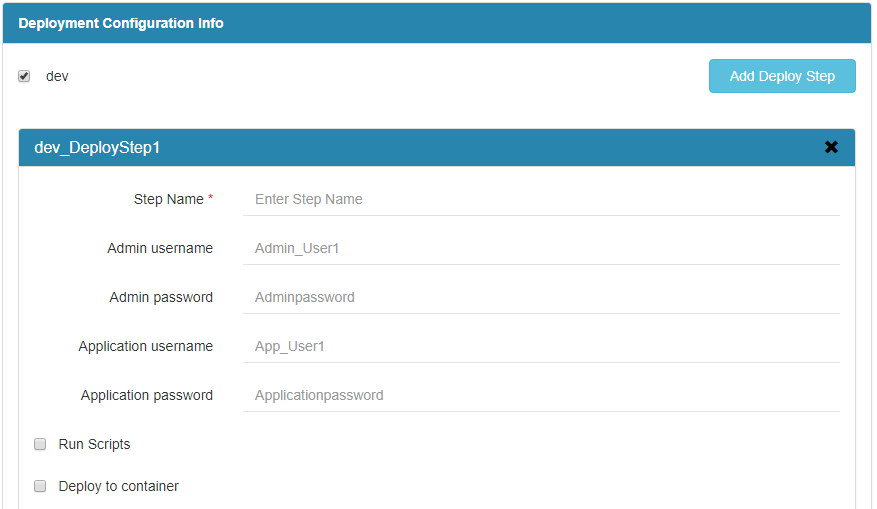 Deployment Configuration Info
dev
Add Deploy Step
dev_DeployStep1
Step Name *
Enter Step Name
Admin username
Admin_User1
Admin password
Adminpassword
Application username
App_User1
Application password
Applicationpassword
Run Scripts
Deploy to container